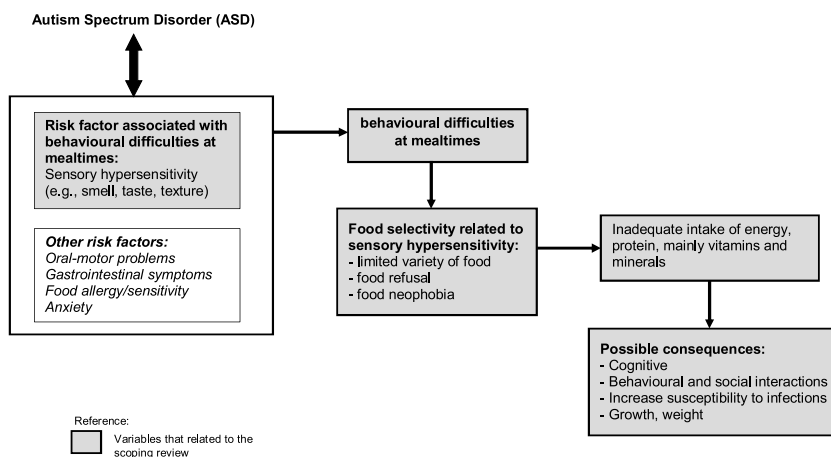 Autism Spectrum Disorder (ASD)
Risk factor associated with
behavioural difficulties at
mealtimes:
Sensory hypersensitivity
(e.g., smell, taste, texture)
Other risk factors:
Oral-motor problems
Gastrointestinal symptoms
Food allergy/sensitivity
Anxiety
behavioural difficulties
at mealtimes
Food selectivity related to
sensory hypersensitivity:
- limited variety of food
- food refusal
- food neophobia
Inadequate intake of energy,
protein, mainly vitamins and
minerals
Possible consequences:
- Cognitive
- Behavioural and social interactions
- Increase susceptibility to infections
- Growth, weight
Reference:
Variables that related to the
scoping review